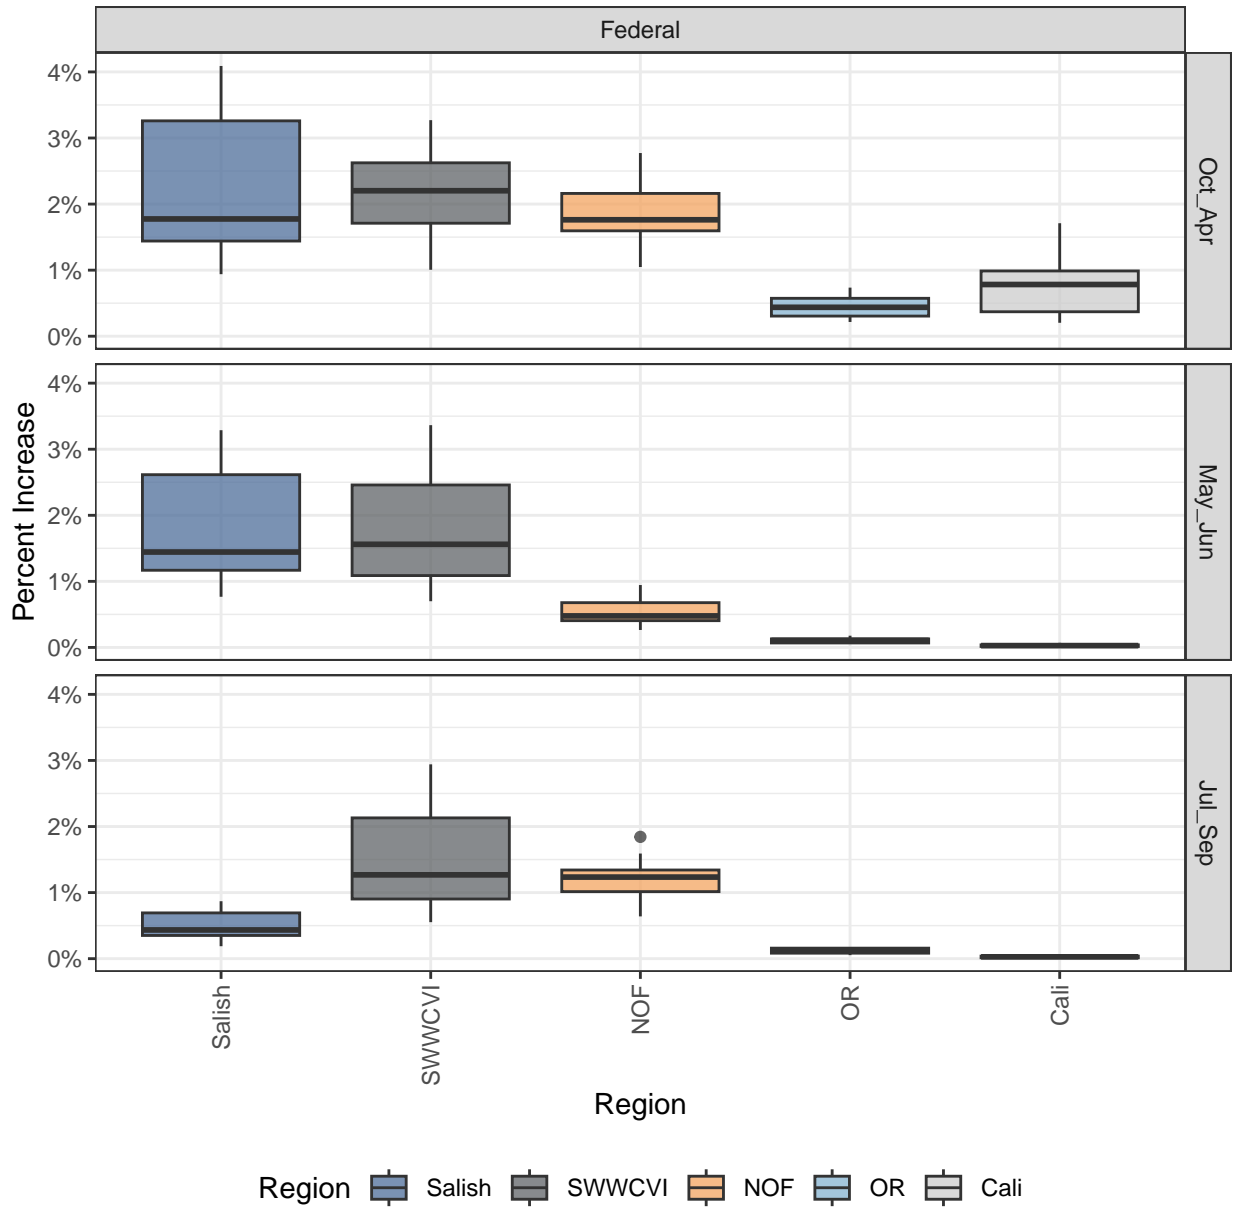 Federal
4%
3%
2%
1%
0%
Oct_Apr
4%
3%
2%
1%
0%
May_Jun
4%
3%
2%
1%
0%
Jul_Sep
Percent Increase
Salish
SWWCVI
NOF
OR
Cali
Region
Region Salish SWWCVI NOF OR Cali